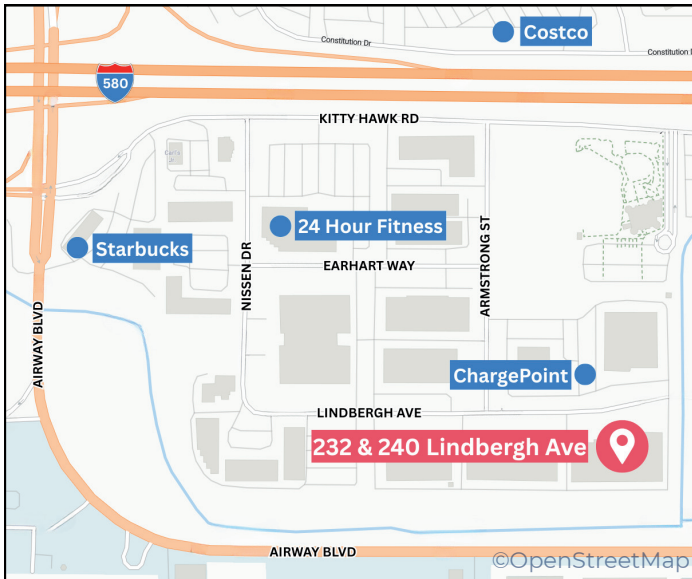 Costco
Constitution Dr
Constitution D
580
KITTY HAWK RD
24 Hour Fitness
Starbucks
NISSEN DR
EARHART WAY
ARMSTRONG ST
AIRWAY BLVD
ChargePoint
LINDBERGH AVE
232 & 240 Lindbergh Ave
AIRWAY BLVD
©OpenStreetMap